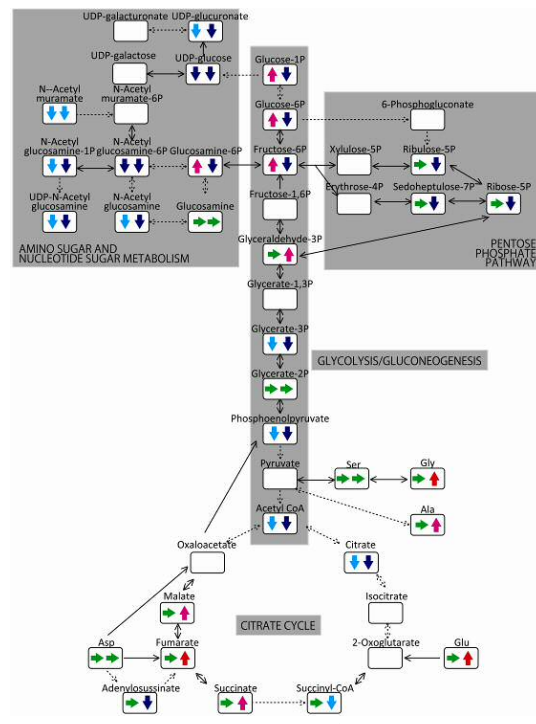 UDP-galacturonate
UDP-glucuronate
UDP-galactose
UDP-glucose
Glucose-1P
N--Acetyl
muramate
N-Acetyl
muramate-6P
Glucose-6P
6-Phosphogluconate
N-Acetyl
glucosamine-1P
N-Acetyl
glucosamine-6P
Glucosamine-6P
Fructose-6P
Xylulose-5P
Ribulose-5P
UDP-N-Acetyl
glucosamine
N-Acetyl
glucosamine
Glucosamine
Fructose-1,6P
Erythrose-4P
Sedoheptulose-7P
Ribose-5P
AMINO SUGAR AND
NUCLEOTIDE SUGAR METABOLISM
Glyceraldehyde-3P
PENTOSE
PHOSPHATE
PATHWAY
Glycerate-1,3P
Glycerate-3P
GLYCOLYSIS/GLUCONEOGENESIS
Glycerate-2P
Phosphoenolpyruvate
Pyruvate
Ser
Gly
Acetyl CoA
Ala
Oxaloacetate
Citrate
Malate
Isocitrate
CITRATE CYCLE
Asp
Fumarate
2-Oxoglutarate
Glu
Adenylosussinate
Succinate
Succinyl-CoA